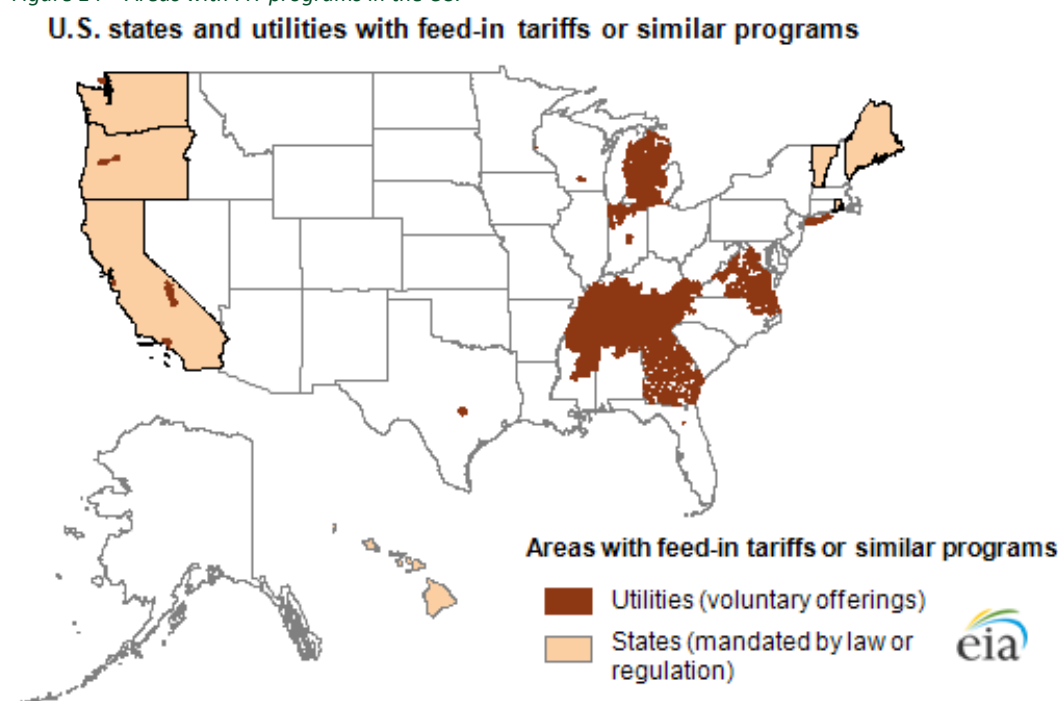 U.S. states and utilities with feed-in tariffs or similar programs
Areas with feed-in tariffs or similar programs
Utilities (voluntary offerings)
States (mandated by law or
regulation)
eia